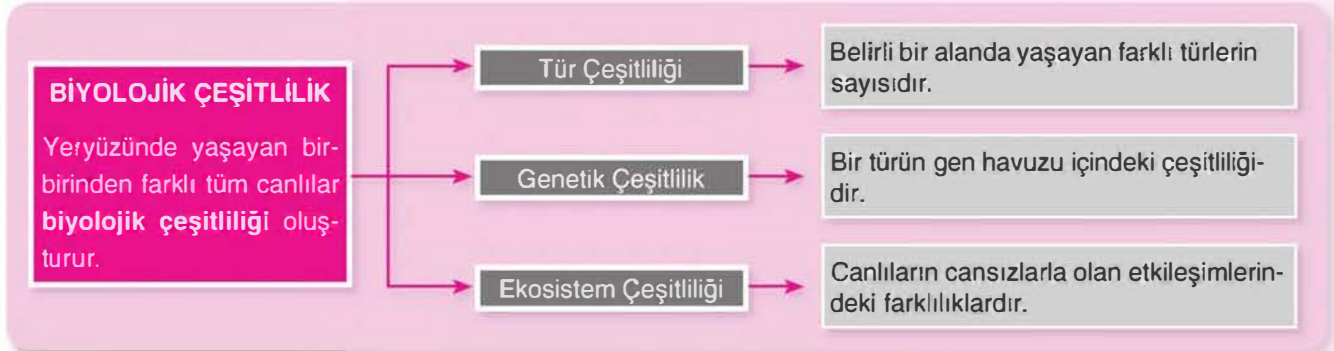 BİYOLOJİK ÇEŞİTLİLİK
Yeryüzünde yaşayan bir-
birinden farklı tüm canlılar
biyolojik çeşitliliği oluş-
turur.
Tür Çeşitliliği
Belirli bir alanda yaşayan farklı türlerin
sayısıdır.
Genetik Çeşitlilik
Bir türün gen havuzu içindeki çeşitliliği-
dir.
Ekosistem Çeşitliliği
Canlıların cansızlarla olan etkileşimlerin-
deki farklılıklardır.